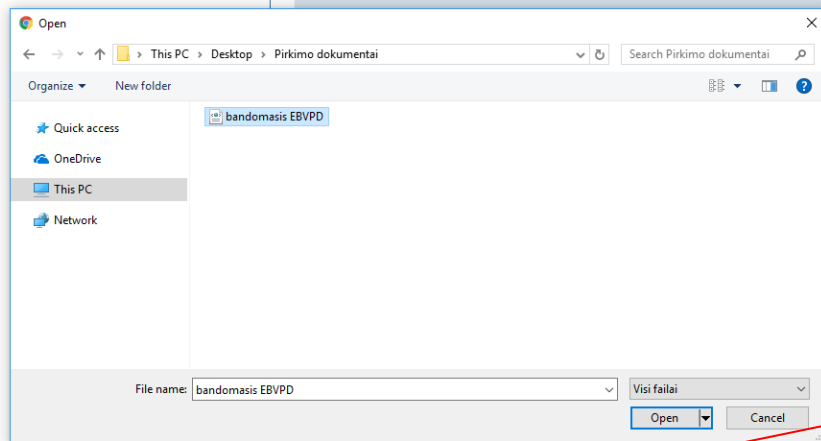 Open
This PC > Desktop > Pirkimo dokumentai
Search Pirkimo dokumentai
Organize
New folder
Quick access
OneDrive
This PC
Network
bandomasis EBVPD
File name: bandomasis EBVPD
Visi failai
Open
Cancel